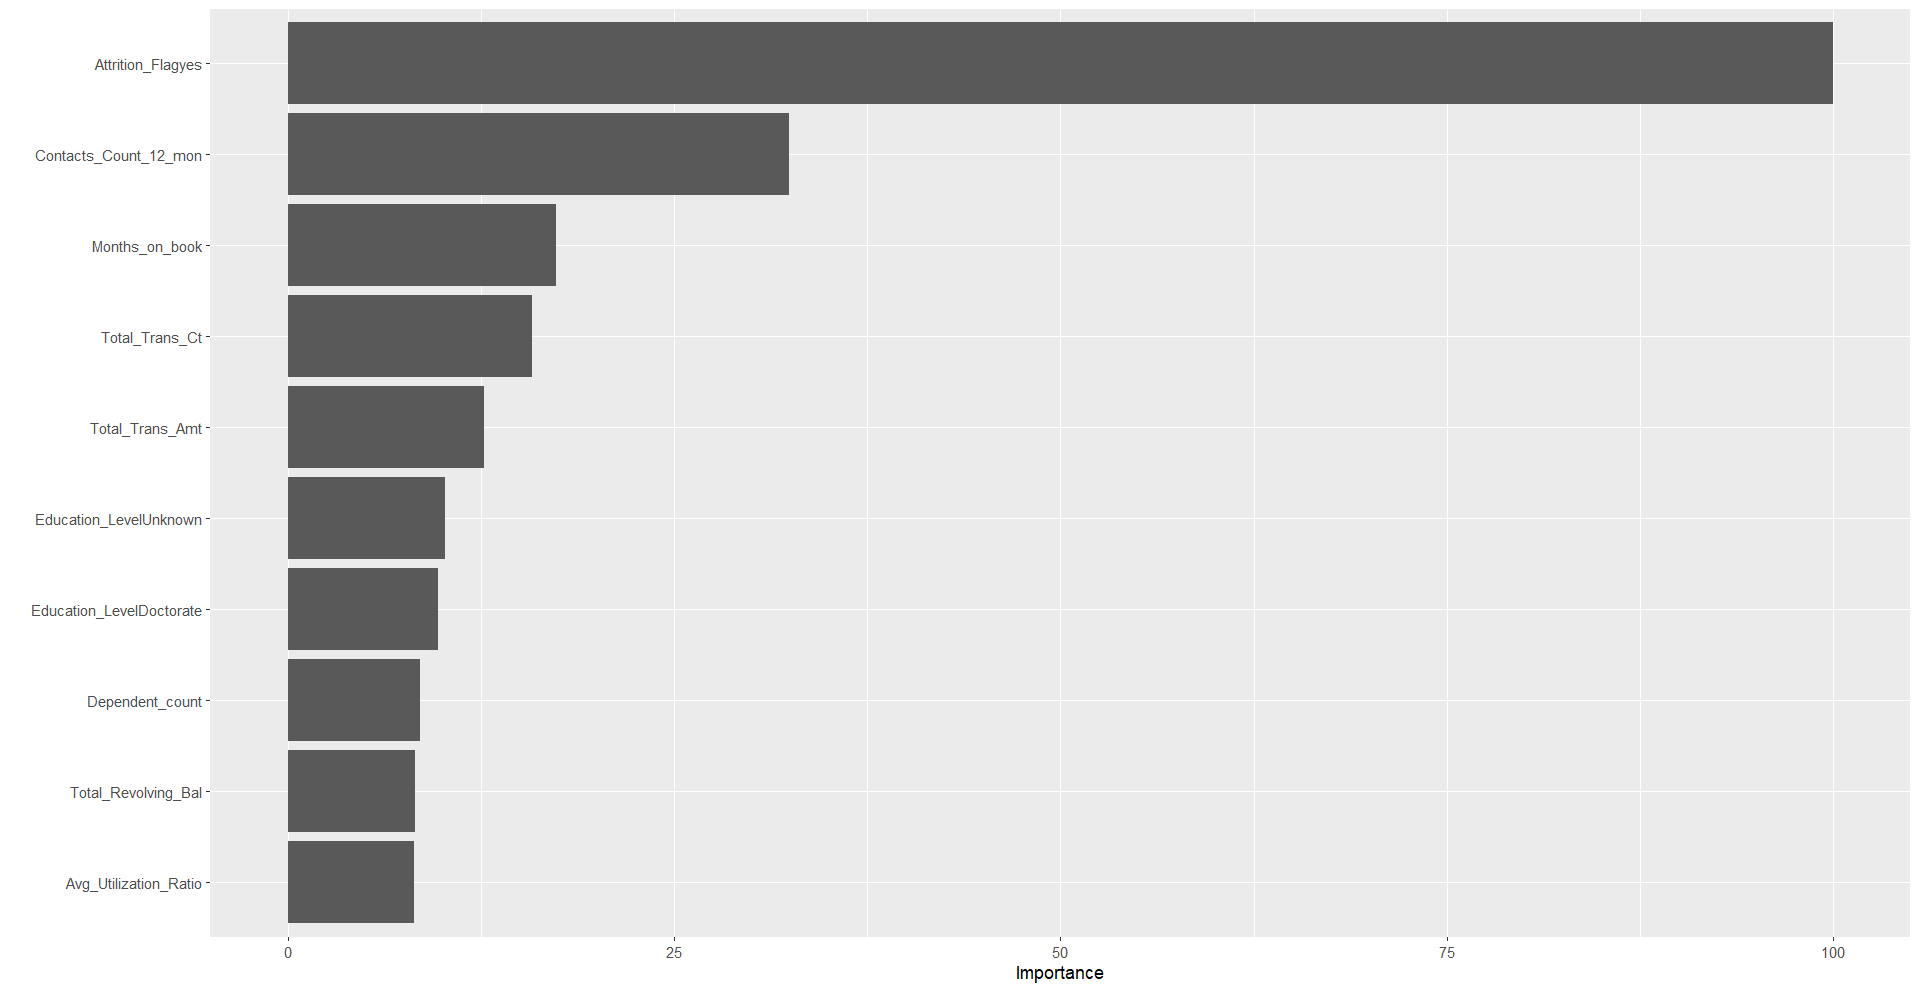 Attrition_Flagyes
Contacts_Count_12_mon
Months_on_book
Total_Trans_Ct
Total_Trans_Amt
Education_LevelUnknown
Education_LevelDoctorate
Dependent_count
Total_Revolving_Bal
Avg_Utilization_Ratio
0 25 50 75 100
Importance